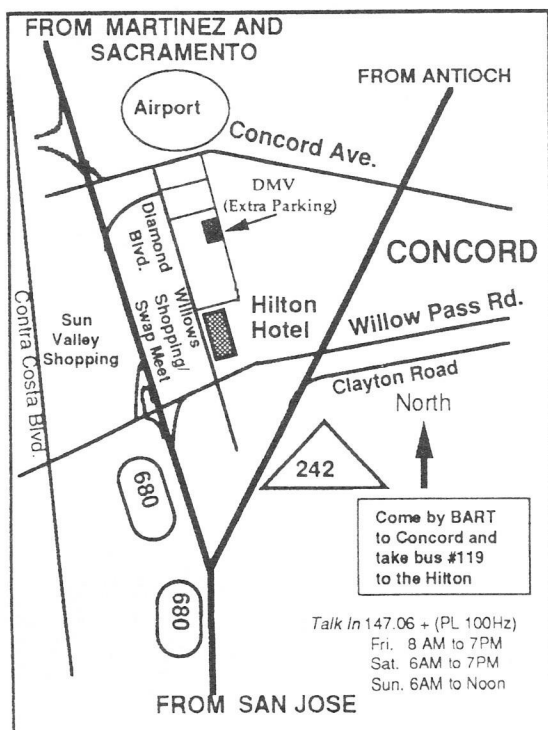 FROM MARTINEZ AND
SACRAMENTO
FROM ANTIOCH
Airport
Concord Ave.
DMV
(Extra Parking)
Diamond
Blvd.
CONCORD
Willows
Shopping/
Swap Meet
Hilton
Hotel
Willow Pass Rd.
Sun
Valley
Shopping
Contra Costa Blvd.
Clayton Road
North
242
680
Come by BART
to Concord and
take bus #119
to the Hilton
680
Talk In 147.06 + (PL 100Hz)
Fri. 8 AM to 7PM
Sat. 6AM to 7PM
Sun. 6AM to Noon
FROM SAN JOSE